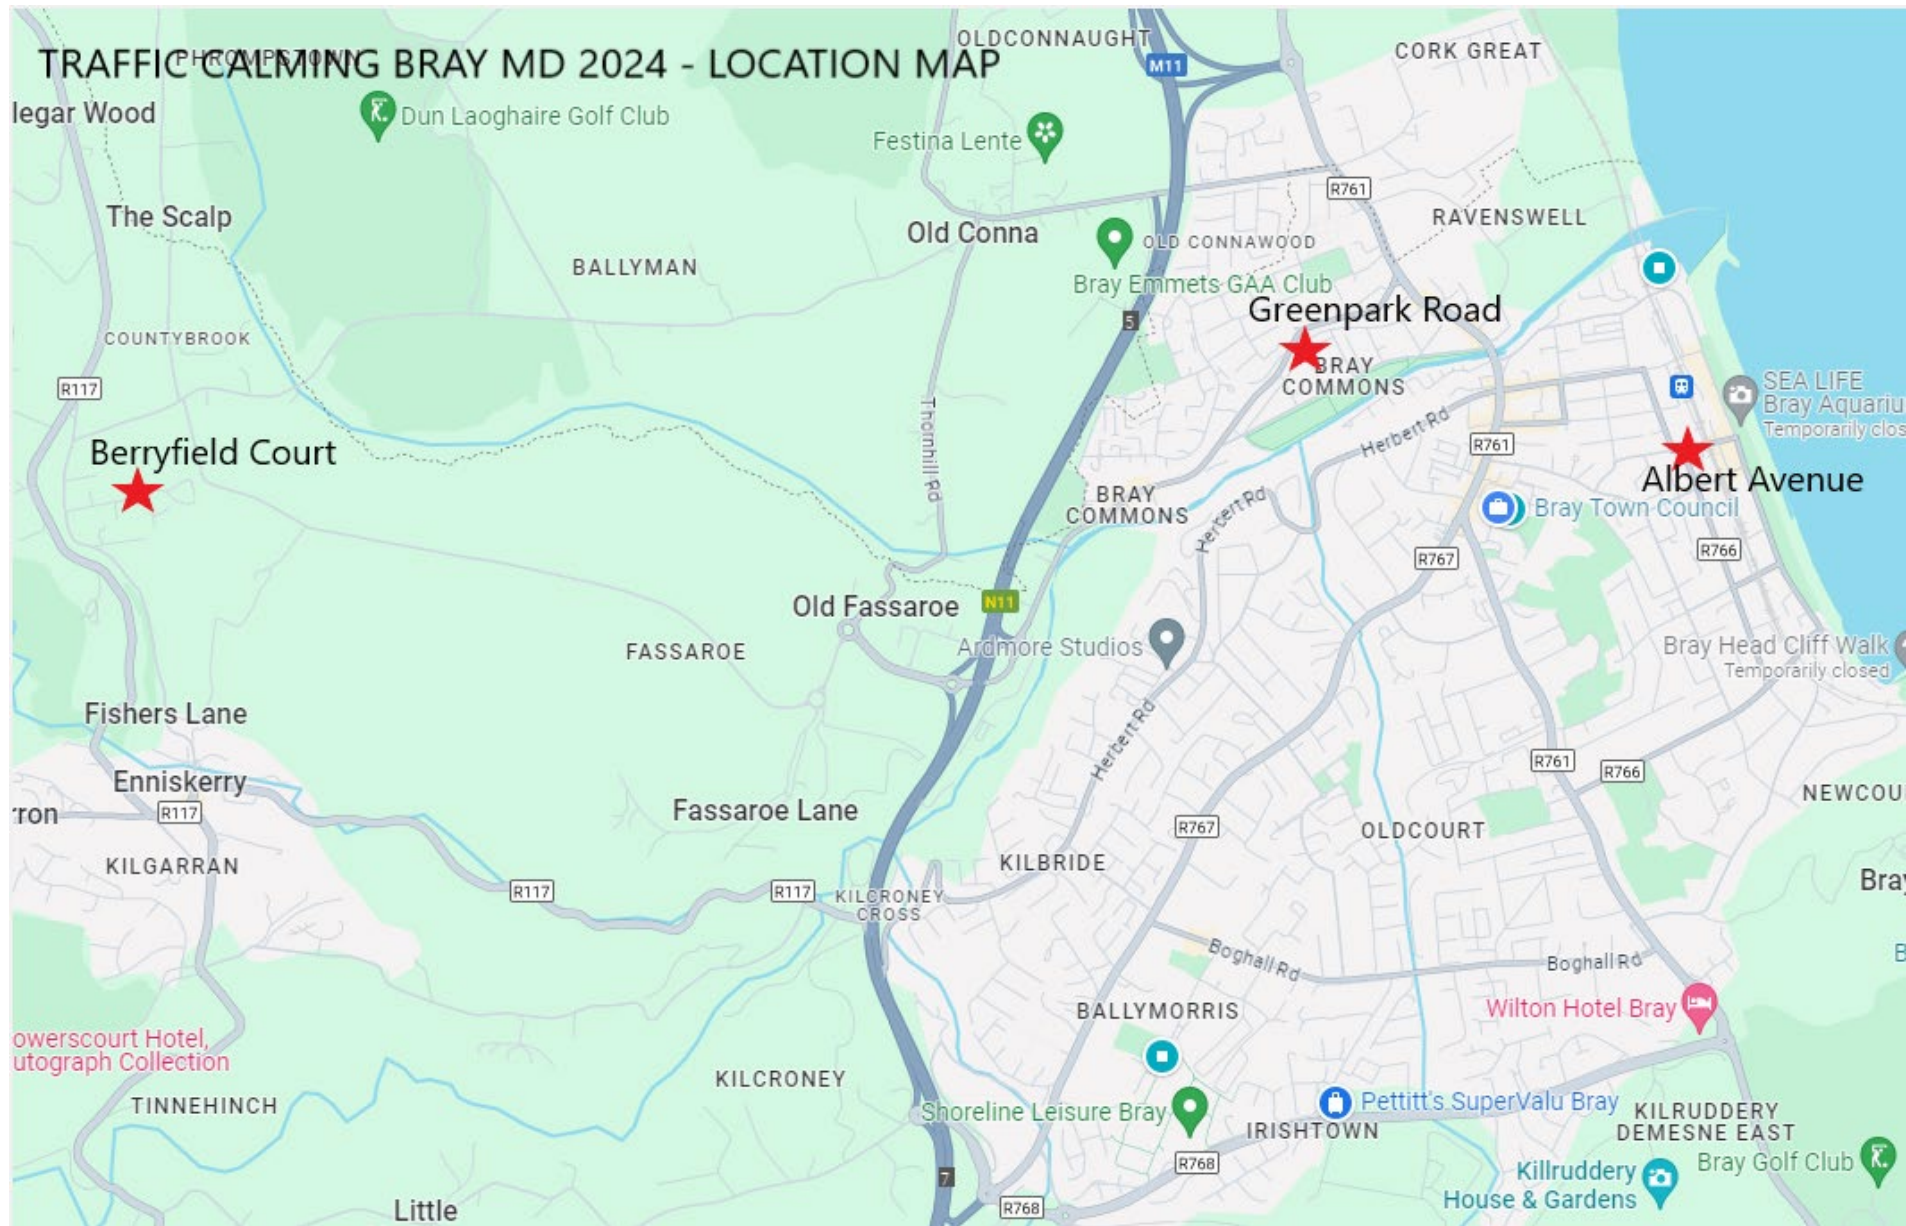 TRAFFIC CALMING BRAY MD 2024 - LOCATION MAP
PHROMPSTOWN
OLDCONNAUGHT
CORK GREAT
M11
legar Wood
Dun Laoghaire Golf Club
Festina Lente
R761
The Scalp
RAVENSWELL
Old Conna
OLD CONNAWOOD
BALLYMAN
Bray Emmets GAA Club
Greenpark Road
5
COUNTYBROOK
BRAY
COMMONS
SEA LIFE
Bray Aquariu
Temporarily clos
R117
Thornhill Rd
Herbert Rd
R761
Berryfield Court
Albert Avenue
BRAY
COMMONS
Herbert Rd
Bray Town Council
R767
R766
Old Fassaroe
N11
FASSAROE
Ardmore Studios
Bray Head Cliff Walk
Temporarily closed
Fishers Lane
Herbert Rd
R761
R766
Enniskerry
NEWCOU
rron
R117
Fassaroe Lane
R767
OLDCOURT
KILGARRAN
KILBRIDE
Bray
R117
R117
KILCRONEY
CROSS
Boghall Rd
Boghall Rd
B
BALLYMORRIS
Wilton Hotel Bray
owerscourt Hotel,
utograph Collection
KILCRONEY
TINNEHINCH
Shoreline Leisure Bray
Pettitt's SuperValu Bray
IRISHTOWN
KILRUDDERY
DEMESNE EAST
R768
Bray Golf Club
7
Killruddery
House & Gardens
Little
R768